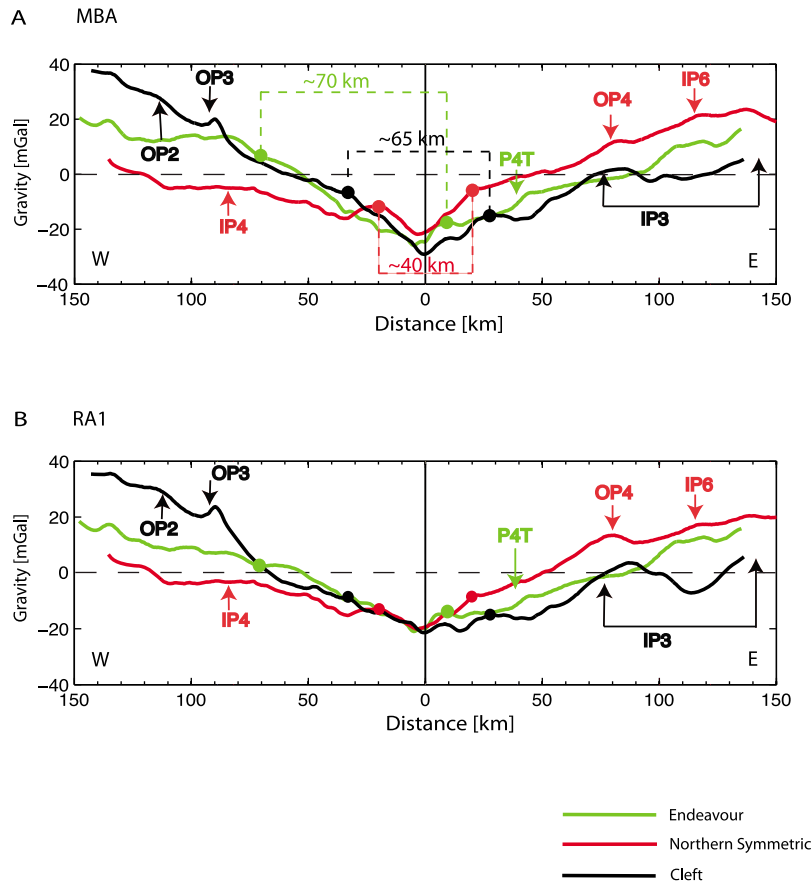 A MBA
40
20
0
−20
−40
Gravity [mGal]
OP3
OP2
~70 km
~65 km
~40 km
OP4
IP6
P4T
IP4
IP3
W
E
150 100 50 0 50 100 150
Distance [km]
B RA1
40
20
0
−20
−40
Gravity [mGal]
OP3
OP2
OP4
IP6
P4T
IP4
IP3
W
E
150 100 50 0 50 100 150
Distance [km]
Endeavour
Northern Symmetric
Cleft